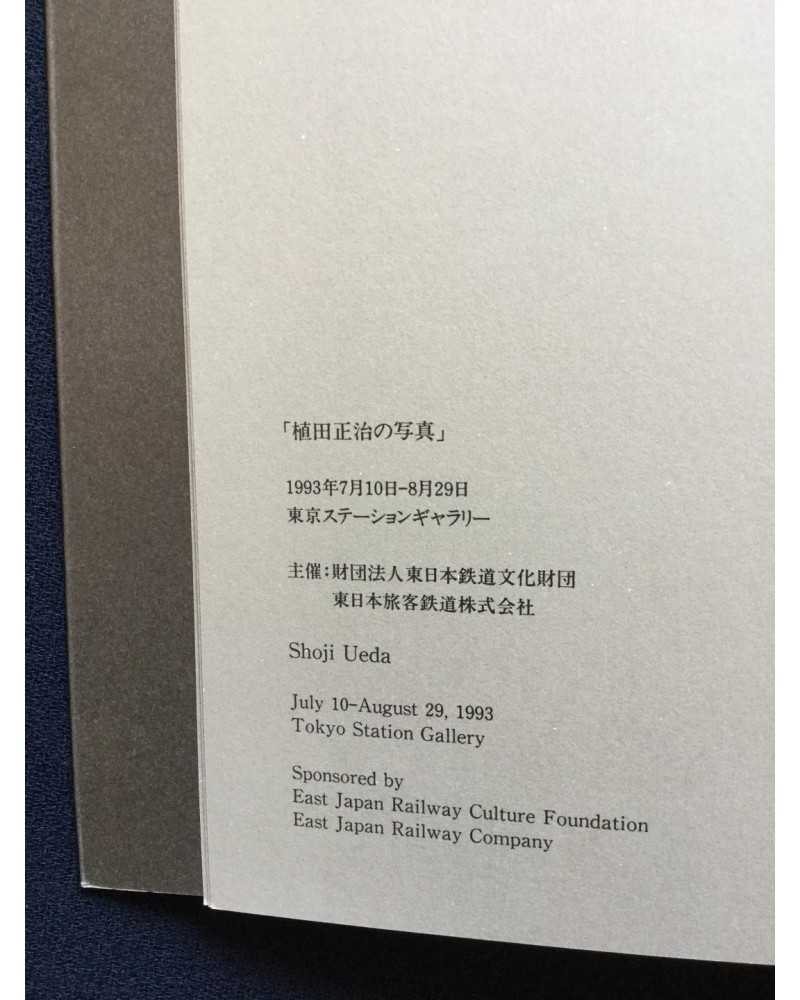 「植田正治の写真」
1993年7月10日-8月29日
東京ステーションギャラリー
主催:財団法人東日本鉄道文化財団
東日本旅客鉄道株式会社
Shoji Ueda
July 10-August 29, 1993
Tokyo Station Gallery
Sponsored by
East Japan Railway Culture Foundation
East Japan Railway Company